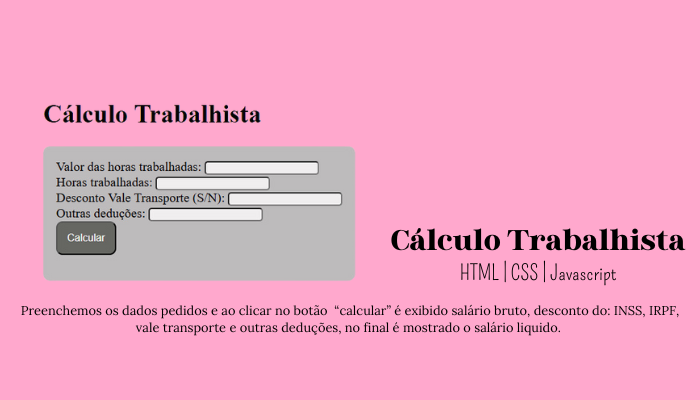 Cálculo Trabalhista
Valor das horas trabalhadas:
Horas trabalhadas:
Desconto Vale Transporte (S/N):
Outras deduções:
Calcular
Cálculo Trabalhista
HTML | CSS | Javascript
Preenchemos os dados pedidos e ao clicar no botão “calcular” é exibido salário bruto, desconto do: INSS, IRPF,
vale transporte e outras deduções, no final é mostrado o salário liquido.